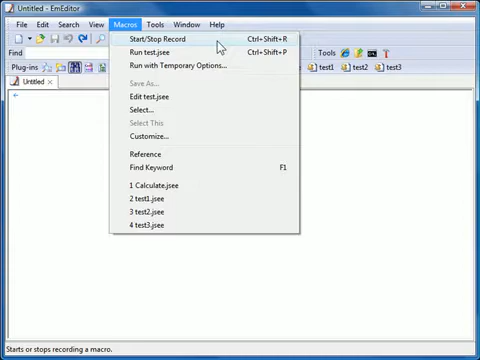 Untitled - EmEditor
File Edit Search View Macros Tools Window Help
Start/Stop Record Ctrl+Shift+R
Run test.jsee Ctrl+Shift+P
Run with Temporary Options...
Save As...
Edit test.jsee
Select...
Select This
Customize...
Reference
Find Keyword F1
1 Calculate.jsee
2 test1.jsee
3 test2.jsee
4 test3.jsee
Find
Tools
Plug-ins
test1 test2 test3
Untitled
Starts or stops recording a macro.